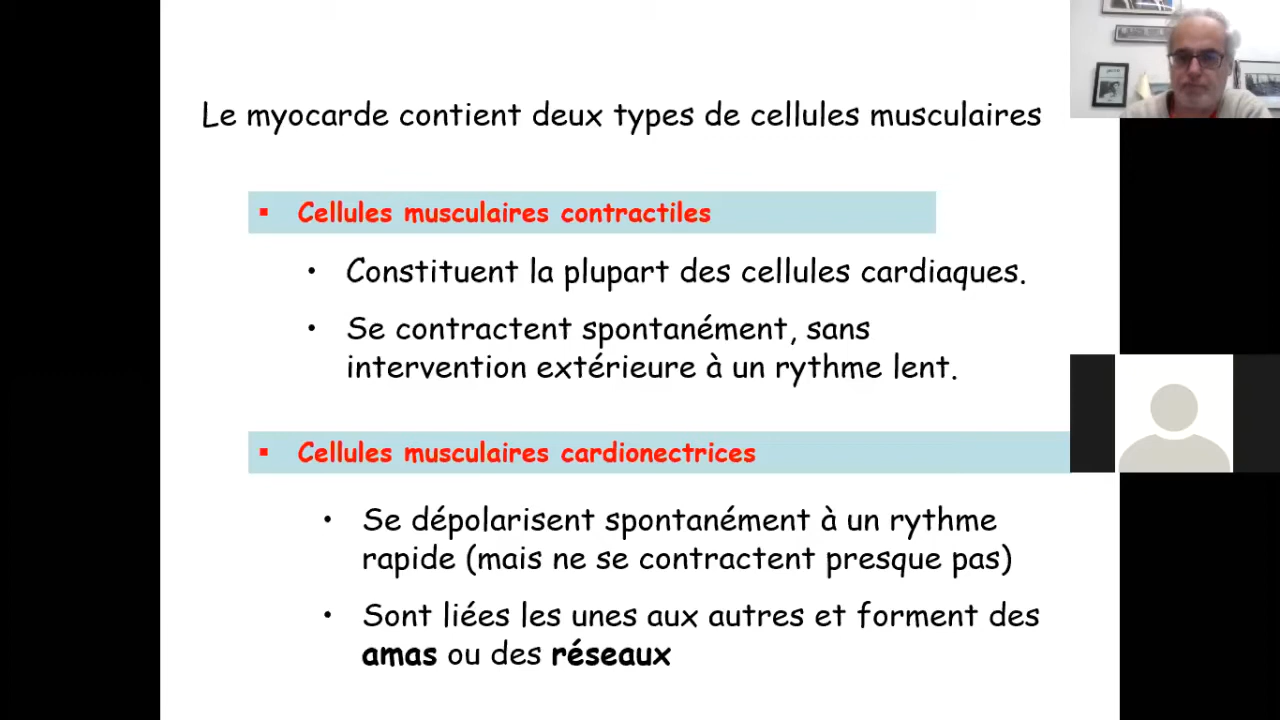 Le myocarde contient deux types de cellules musculaires
▪ Cellules musculaires contractiles
• Constituent la plupart des cellules cardiaques.
• Se contractent spontanément, sans
intervention extérieure à un rythme lent.
▪ Cellules musculaires cardionectrices
• Se dépolarisent spontanément à un rythme
rapide (mais ne se contractent presque pas)
• Sont liées les unes aux autres et forment des
amas ou des réseaux